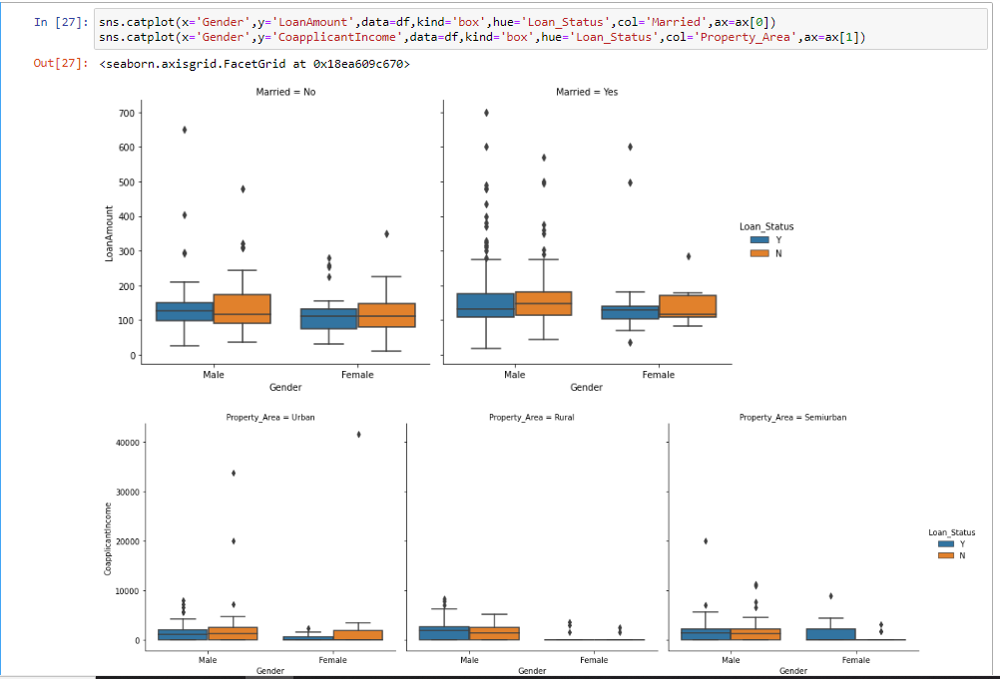 In [27]: sns.catplot(x='Gender',y='LoanAmount',data=df,kind='box',hue='Loan_Status',col='Married',ax=ax[0])
sns.catplot(x='Gender',y='CoapplicantIncome',data=df,kind='box',hue='Loan_Status',col='Property_Area',ax=ax[1])
Out[27]: <seaborn.axisgrid.FacetGrid at 0x18ea609c670>
Married = No
Married = Yes
700
600
500
400
300
200
100
0
LoanAmount
Male
Female
Gender
Male
Female
Gender
Loan_Status
Y
N
Property_Area = Urban
Property_Area = Rural
Property_Area = Semiurban
40000
30000
20000
10000
0
CoapplicantIncome
Male
Female
Gender
Male
Female
Gender
Male
Female
Gender
Loan_Status
Y
N